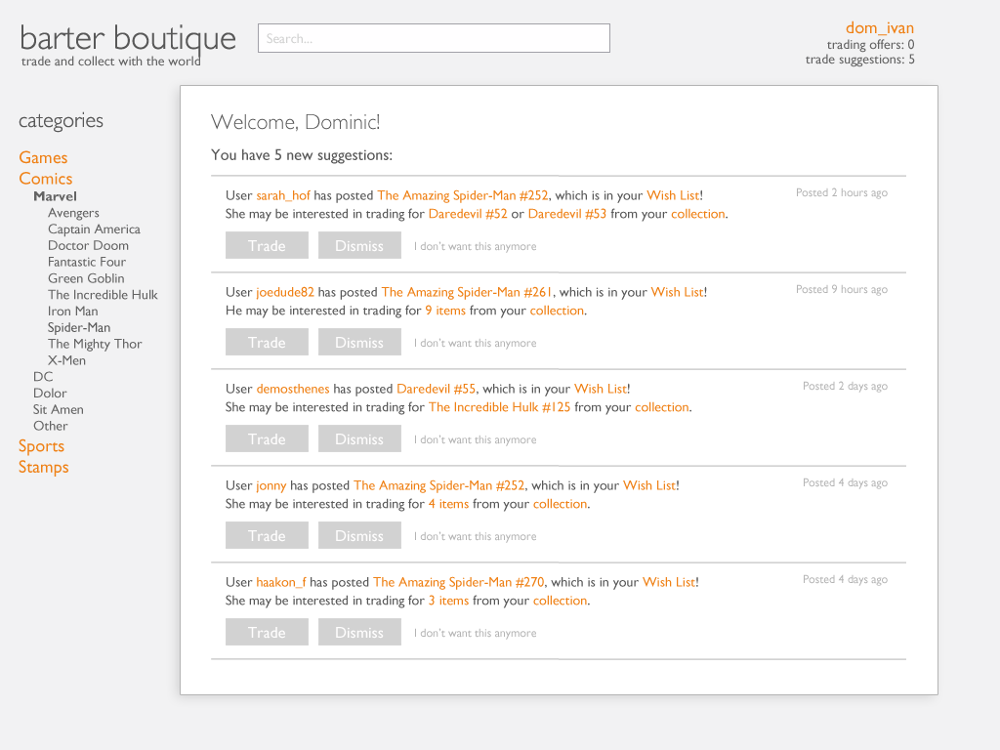 barter boutique
trade and collect with the world
Search...
dom_ivan
trading offers: 0
trade suggestions: 5
categories
Games
Comics
Marvel
Avengers
Captain America
Doctor Doom
Fantastic Four
Green Goblin
The Incredible Hulk
Iron Man
Spider-Man
The Mighty Thor
X-Men
DC
Dolor
Sit Amen
Other
Sports
Stamps
Welcome, Dominic!
You have 5 new suggestions:
User sarah_hof has posted The Amazing Spider-Man #252, which is in your Wish List!
Posted 2 hours ago
She may be interested in trading for Daredevil #52 or Daredevil #53 from your collection.
Trade Dismiss I don't want this anymore
User joedude82 has posted The Amazing Spider-Man #261, which is in your Wish List!
Posted 9 hours ago
He may be interested in trading for 9 items from your collection.
Trade Dismiss I don't want this anymore
User demosthenes has posted Daredevil #55, which is in your Wish List!
Posted 2 days ago
She may be interested in trading for The Incredible Hulk #125 from your collection.
Trade Dismiss I don't want this anymore
User jonny has posted The Amazing Spider-Man #252, which is in your Wish List!
Posted 4 days ago
She may be interested in trading for 4 items from your collection.
Trade Dismiss I don't want this anymore
User haakon_f has posted The Amazing Spider-Man #270, which is in your Wish List!
Posted 4 days ago
She may be interested in trading for 3 items from your collection.
Trade Dismiss I don't want this anymore